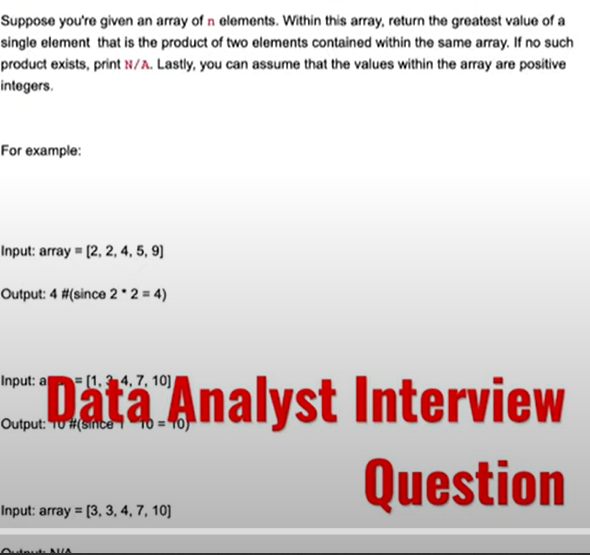 Suppose you're given an array of n elements. Within this array, return the greatest value of a
single element that is the product of two elements contained within the same array. If no such
product exists, print N/A. Lastly, you can assume that the values within the array are positive
integers.
For example:
Input: array = [2, 2, 4, 5, 9]
Output: 4 #(since 2 * 2 = 4)
Input: = [1, 4, 7, 10]
Output: 10 #(since 1 10 = 10)
Data Analyst Interview
Question
Input: array = [3, 3, 4, 7, 10]
Output: N/A